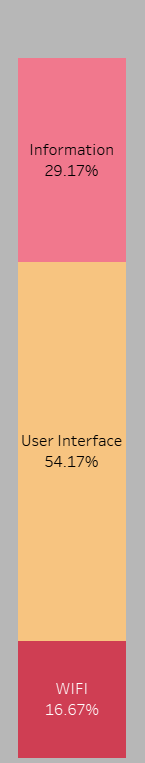 Information
29.17%
User Interface
54.17%
WIFI
16.67%